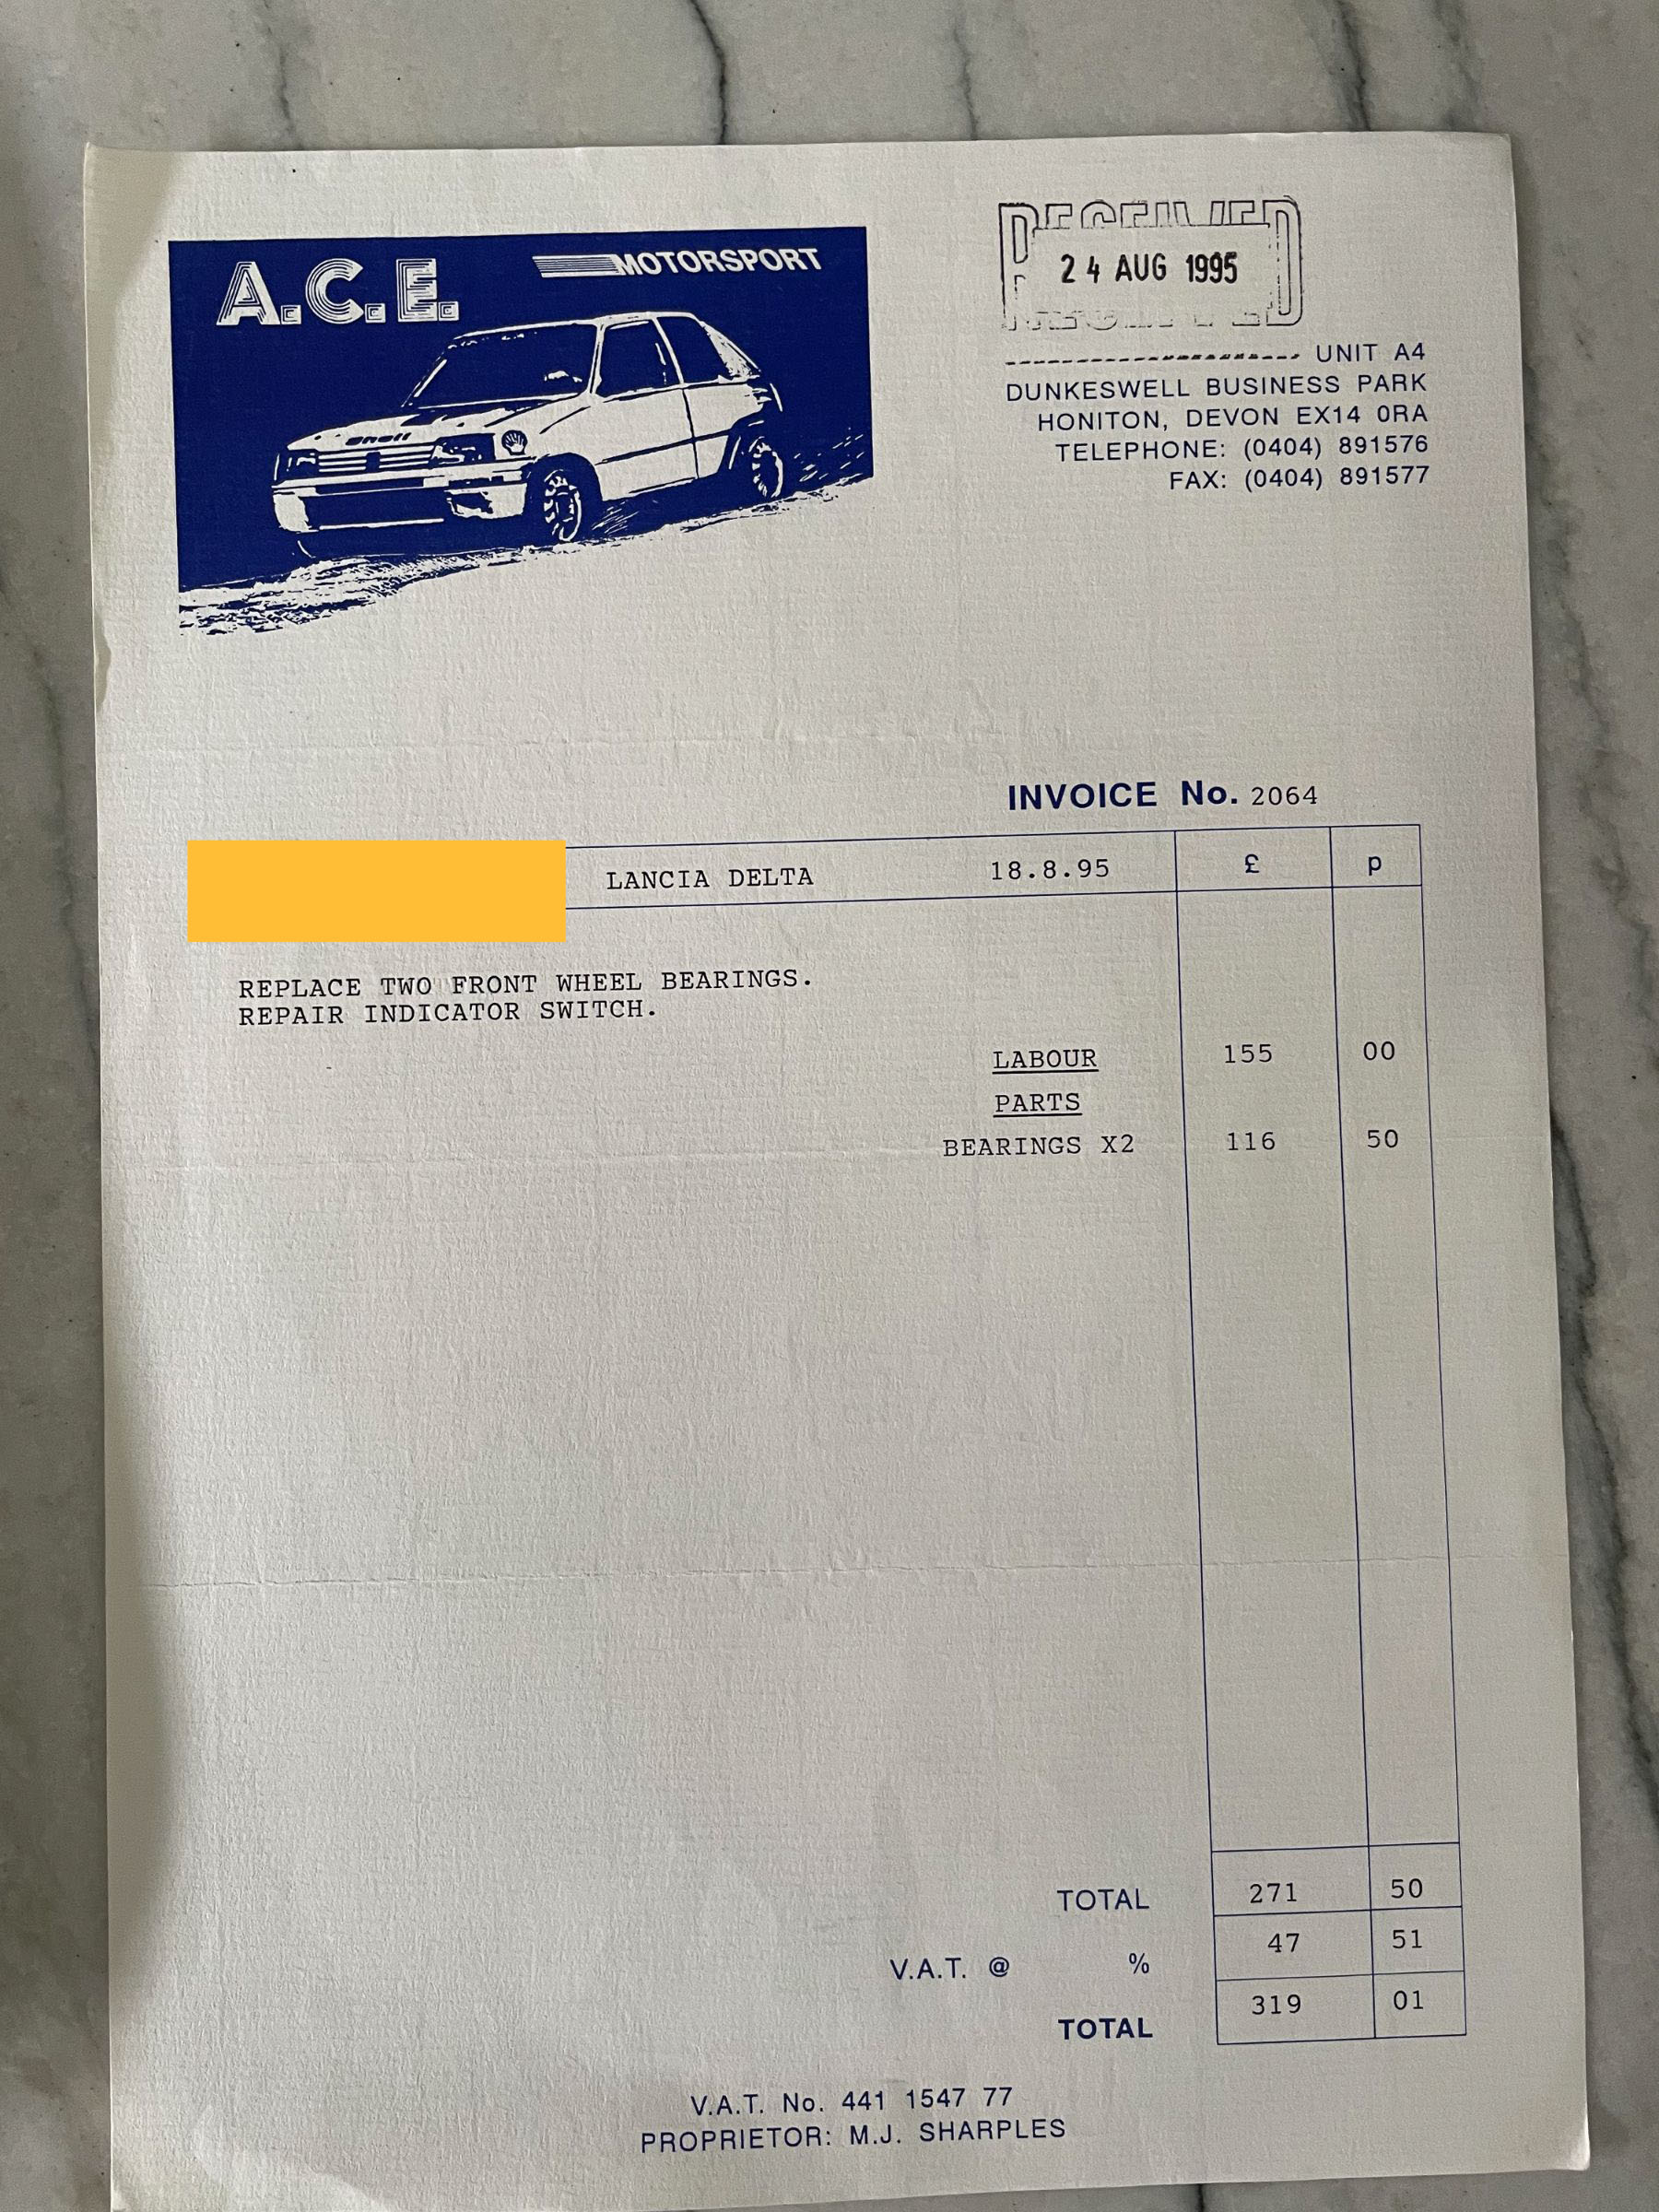 A.C.E. MOTORSPORT
Shell
RECEIVED
24 AUG 1995
UNIT A4
DUNKESWELL BUSINESS PARK
HONITON, DEVON EX14 0RA
TELEPHONE: (0404) 891576
FAX: (0404) 891577
INVOICE No. 2064
LANCIA DELTA 18.8.95 £ p
REPLACE TWO FRONT WHEEL BEARINGS.
REPAIR INDICATOR SWITCH.
LABOUR 155 00
PARTS
BEARINGS X2 116 50
TOTAL 271 50
V.A.T. @ % 47 51
TOTAL 319 01
V.A.T. No. 441 1547 77
PROPRIETOR: M.J. SHARPLES